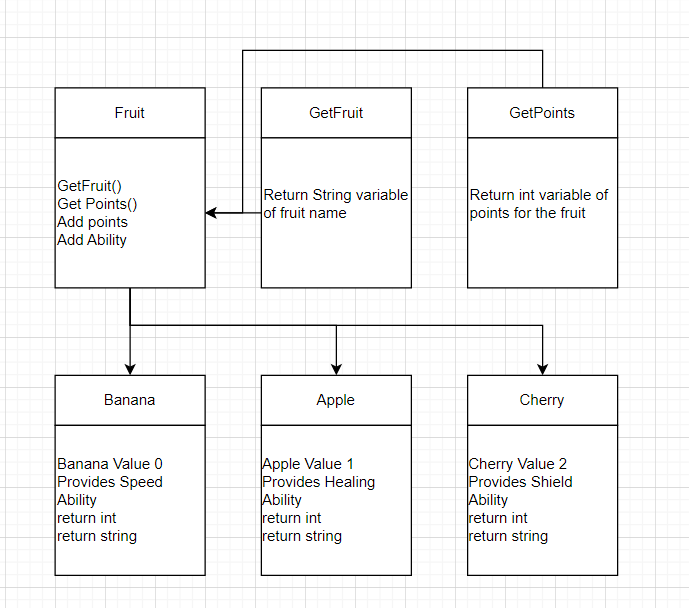 Fruit
GetFruit()
Get Points()
Add points
Add Ability
GetFruit
Return String variable
of fruit name
GetPoints
Return int variable of
points for the fruit
Banana
Banana Value 0
Provides Speed
Ability
return int
return string
Apple
Apple Value 1
Provides Healing
Ability
return int
return string
Cherry
Cherry Value 2
Provides Shield
Ability
return int
return string